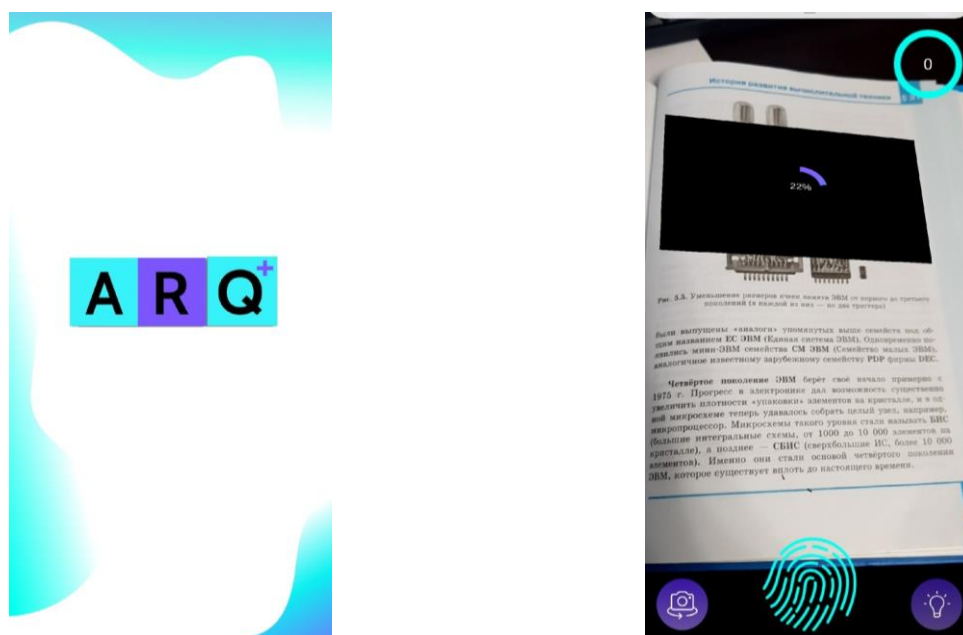 ARQ+
0
История развития вычислительной техники
22%
Рис. 5.5. Уменьшение размеров ячеек памяти ЭВМ от первого до третьего
поколений (в каждой из них — по два триггера)
были выпущены «аналоги» упомянутых выше семейств под об-
щим названием ЕС ЭВМ (Единая система ЭВМ). Одновременно по-
явились мини-ЭВМ семейства СМ ЭВМ (Семейство малых ЭВМ),
аналогичное известному зарубежному семейству PDP фирмы DEC.
Четвёртое поколение ЭВМ берёт своё начало примерно с
1975 г. Прогресс в электронике дал возможность существенно
увеличить плотности «упаковки» элементов на кристалле, и в од-
ной микросхеме теперь удавалось собрать целый узел, например,
микропроцессор. Микросхемы такого уровня стали называть БИС
(большие интегральные схемы, от 1000 до 10 000 элементов на
кристалле), а позднее — СБИС (сверхбольшие ИС, более 10 000
элементов). Именно они стали основой четвёртого поколения
ЭВМ, которое существует вплоть до настоящего времени.